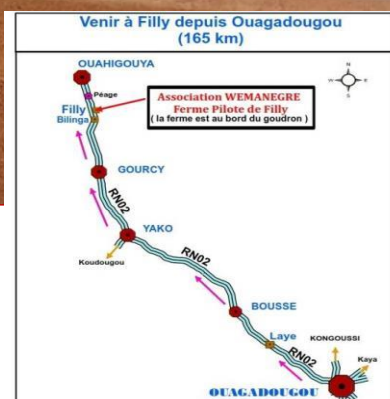 Venir à Filly depuis Ouagadougou
(165 km)
OUAHIGOUYA
N
W
E
S
Péage
Association WEMANEGRE
Ferme Pilote de Filly
( la ferme est au bord du goudron )
Filly
Bilinga
GOURCY
RN02
YAKO
Koudougou
RN02
BOUSSE
Laye
KONGOUSSI
Kaya
RN02
OUAGADOUGOU